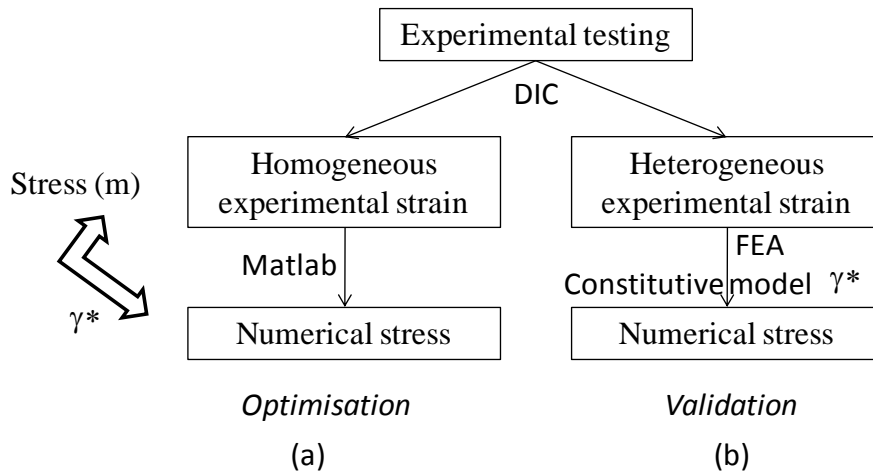 Experimental testing
DIC
Homogeneous
experimental strain
Heterogeneous
experimental strain
Stress (m)
γ*
Matlab
FEA
Constitutive model γ*
Numerical stress
Numerical stress
Optimisation
Validation
(a)
(b)